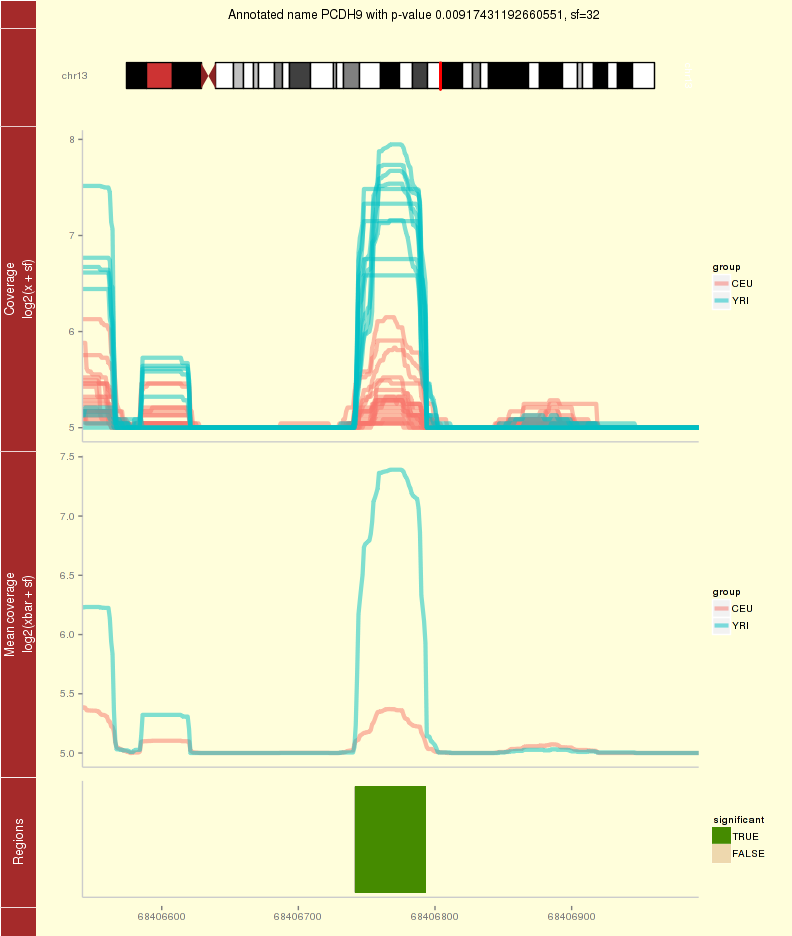 Annotated name PCDH9 with p-value 0.00917431192660551, sf=32
chr13
Coverage
log2(x + sf)
8
7
6
5
group
CEU
YRI
Mean coverage
log2(xbar + sf)
7.5
7.0
6.5
6.0
5.5
5.0
group
CEU
YRI
Regions
significant
TRUE
FALSE
68406600 68406700 68406800 68406900